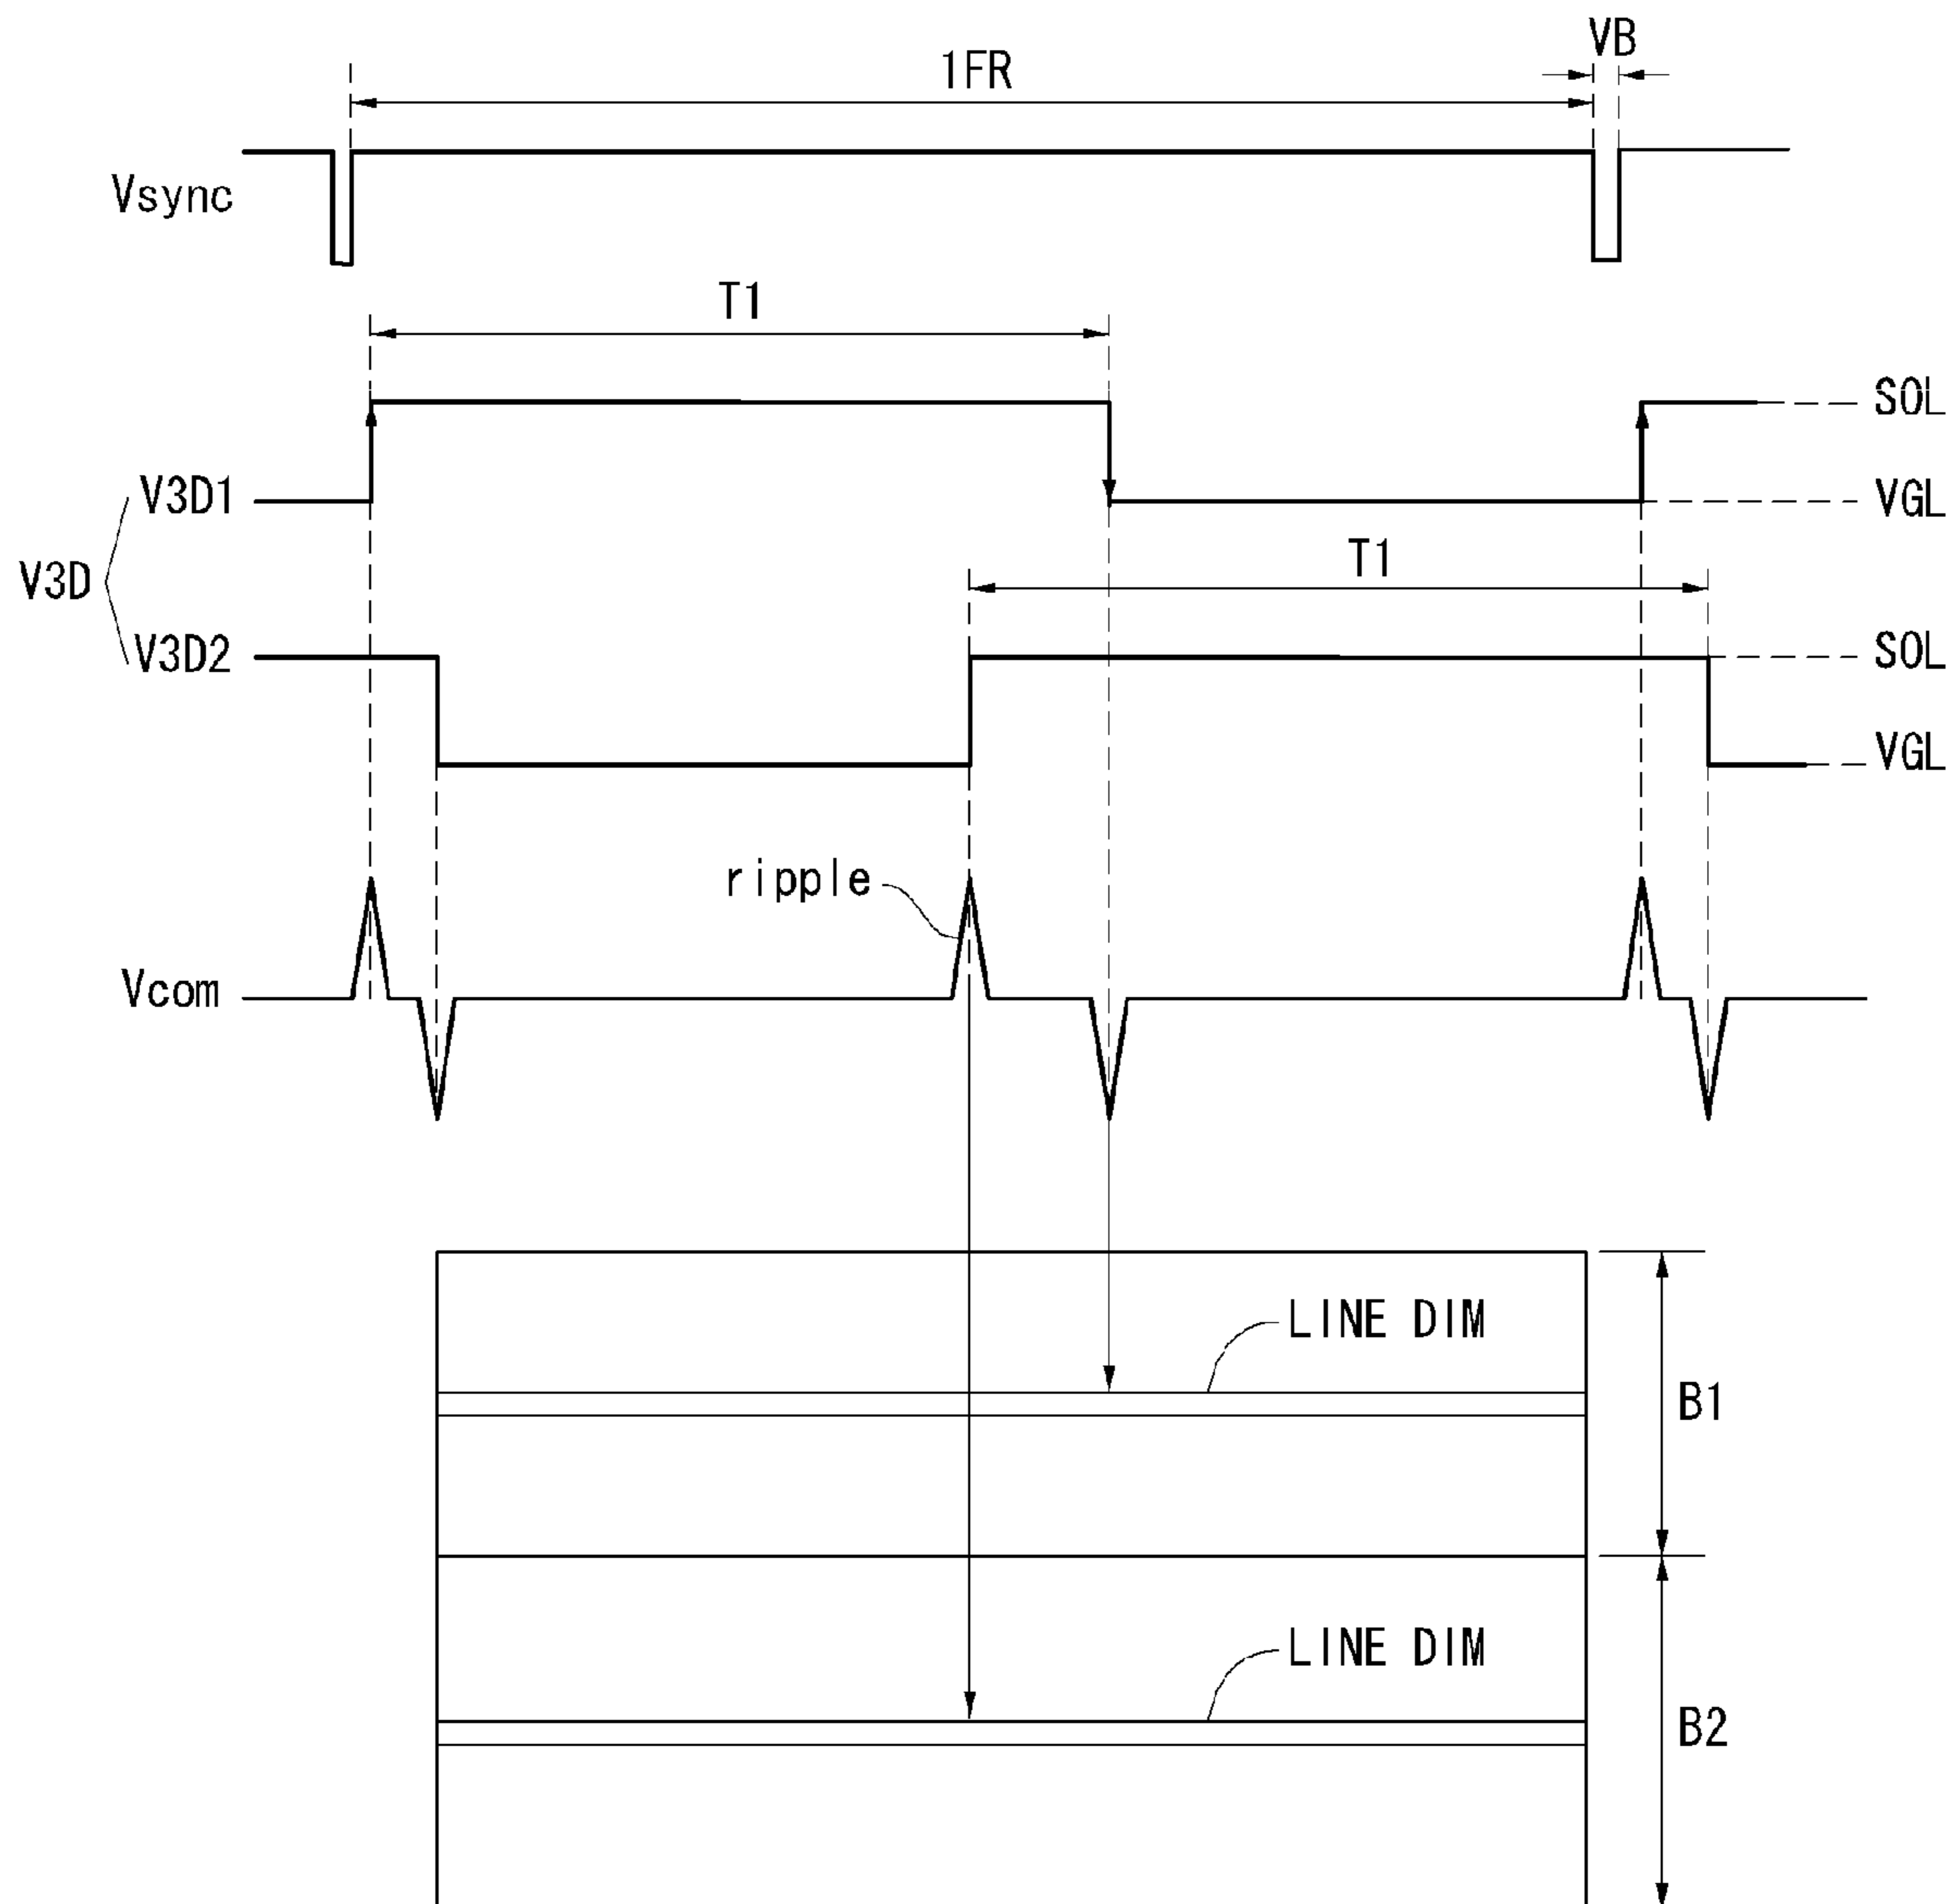 VB
1FR
Vsync
T1
SOL
V3D1
VGL
T1
V3D
V3D2
SOL
VGL
ripple
Vcom
LINE DIM
B1
LINE DIM
B2